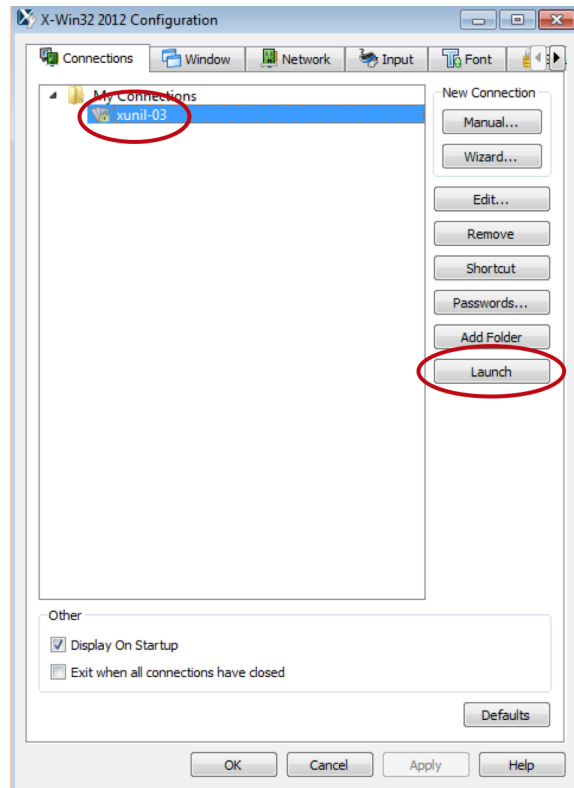 X-Win32 2012 Configuration
Connections
Window
Network
Input
Font
My Connections
xunil-03
New Connection
Manual...
Wizard...
Edit...
Remove
Shortcut
Passwords...
Add Folder
Launch
Other
Display On Startup
Exit when all connections have closed
Defaults
OK
Cancel
Apply
Help